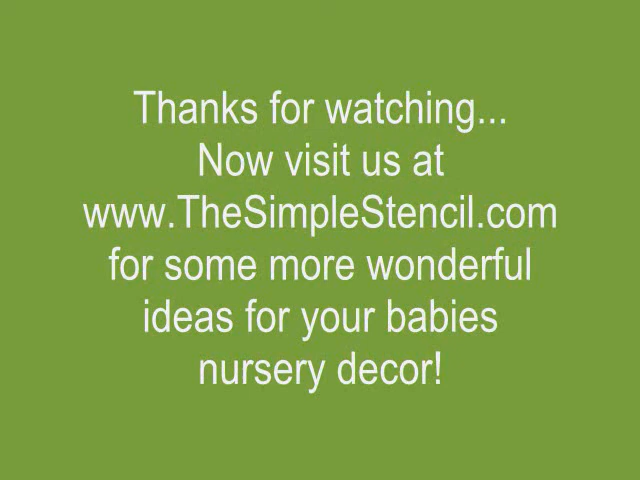 Thanks for watching...
Now visit us at
www.TheSimpleStencil.com
for some more wonderful
ideas for your babies
nursery decor!